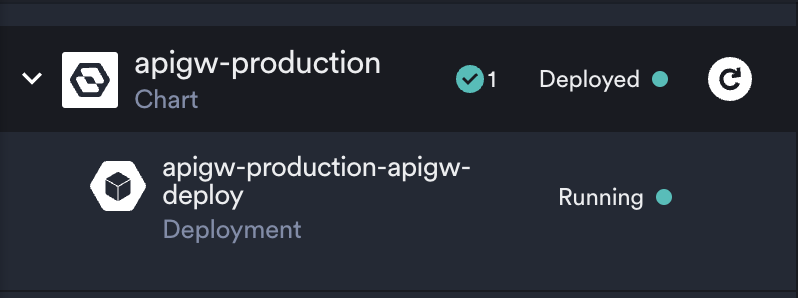 apigw-production
Chart
1
Deployed
apigw-production-apigw-
deploy
Deployment
Running